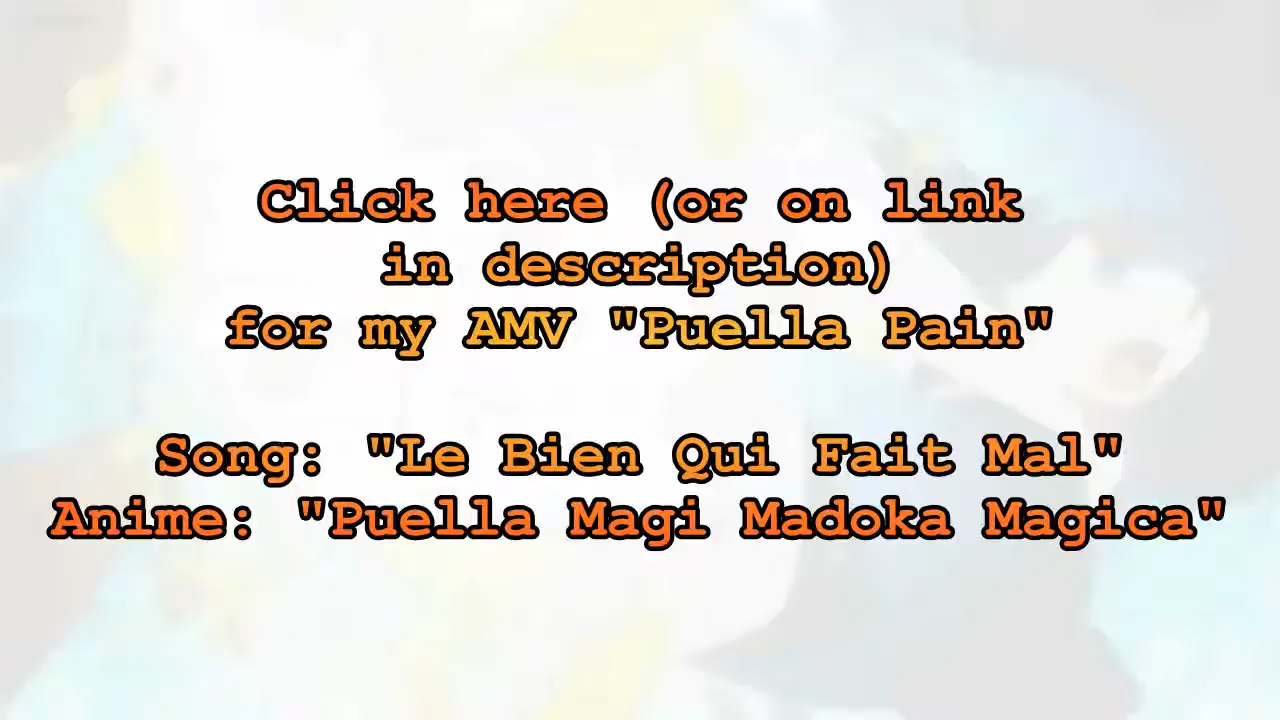 Click here (or on link
in description)
for my AMV "Puella Pain"
Song: "Le Bien Qui Fait Mal"
Anime: "Puella Magi Madoka Magica"